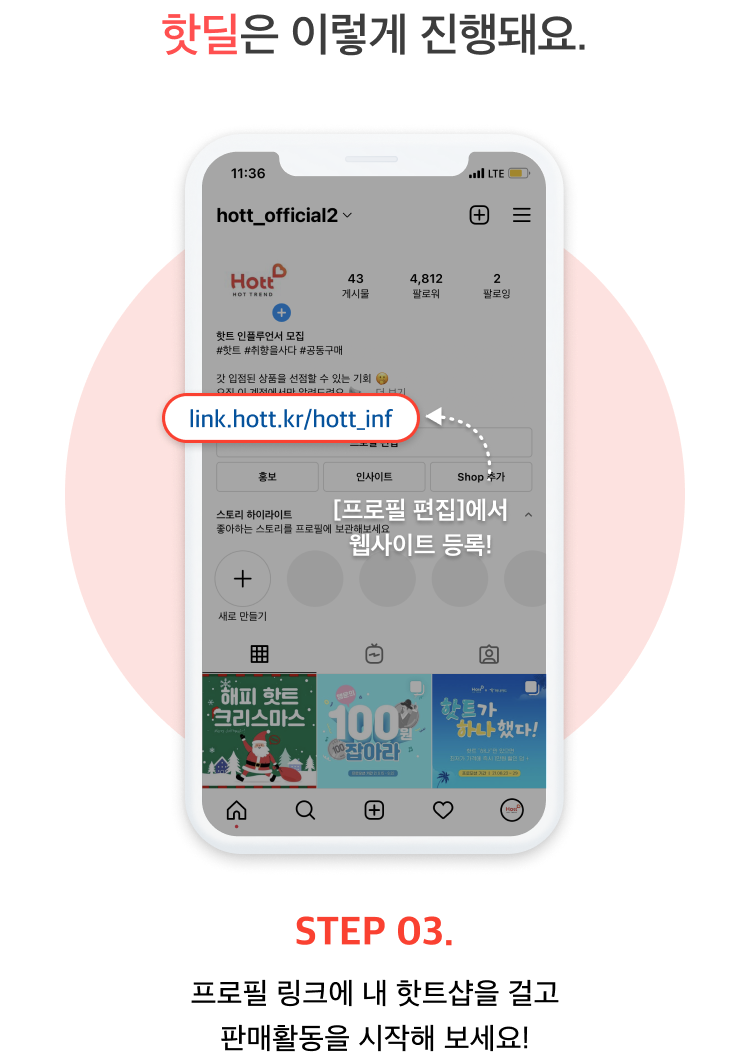 핫딜은 이렇게 진행돼요.
11:36
LTE
hott_official2
Hott
HOT TREND
43
4,812
2
게시물
팔로워
팔로잉
핫트 인플루언서 모집
#핫트 #취향을사다 #공동구매
갓 입점된 상품을 선점할 수 있는 기회 🤭
link.hott.kr/hott_inf
프로필 편집
홍보
인사이트
Shop 추가
[프로필 편집]에서
웹사이트 등록!
스토리 하이라이트
좋아하는 스토리를 프로필에 보관해보세요
새로 만들기
해피 핫트
크리스마스
100원
잡아라
100
핫트가
하나했다!
STEP 03.
프로필 링크에 내 핫트샵을 걸고
판매활동을 시작해 보세요!